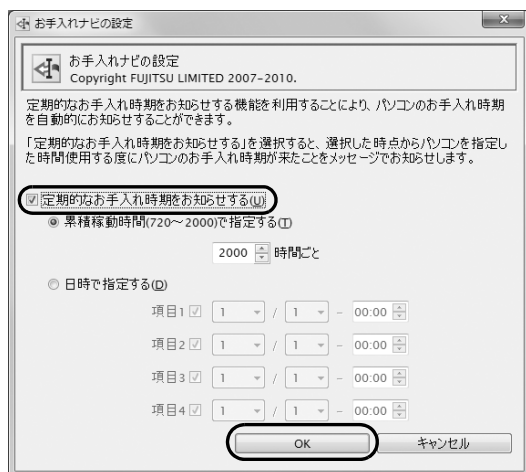 お手入れナビの設定
お手入れナビの設定
Copyright FUJITSU LIMITED 2007-2010.
定期的なお手入れ時期をお知らせする機能を利用することにより、パソコンのお手入れ時期
を自動的にお知らせすることができます。
「定期的なお手入れ時期をお知らせする」を選択すると、選択した時点からパソコンを指定し
た時間使用する度にパソコンのお手入れ時期が来たことをメッセージでお知らせします。
定期的なお手入れ時期をお知らせする(U)
累積稼動時間(720～2000)で指定する(T)
2000 時間ごと
日時で指定する(D)
項目1 1 / 1 - 00:00
項目2 1 / 1 - 00:00
項目3 1 / 1 - 00:00
項目4 1 / 1 - 00:00
OK キャンセル